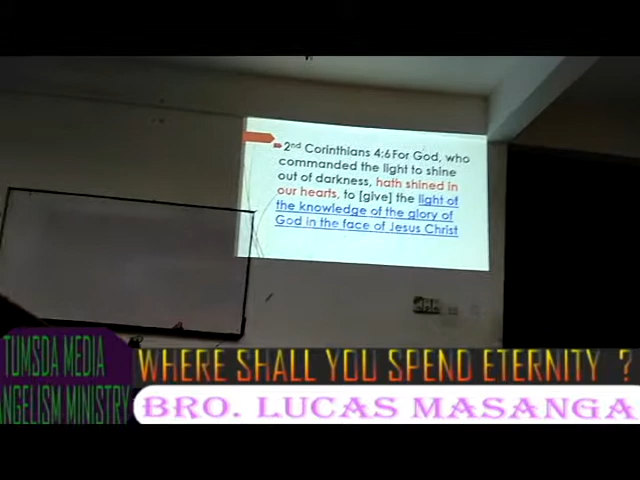 2nd Corinthians 4:6For God, who
commanded the light to shine
out of darkness, hath shined in
our hearts, to [give] the light of
the knowledge of the glory of
God in the face of Jesus Christ
TUMSDA MEDIA
ANGELISM MINISTRY
WHERE SHALL YOU SPEND ETERNITY ?
BRO. LUCAS MASANGA